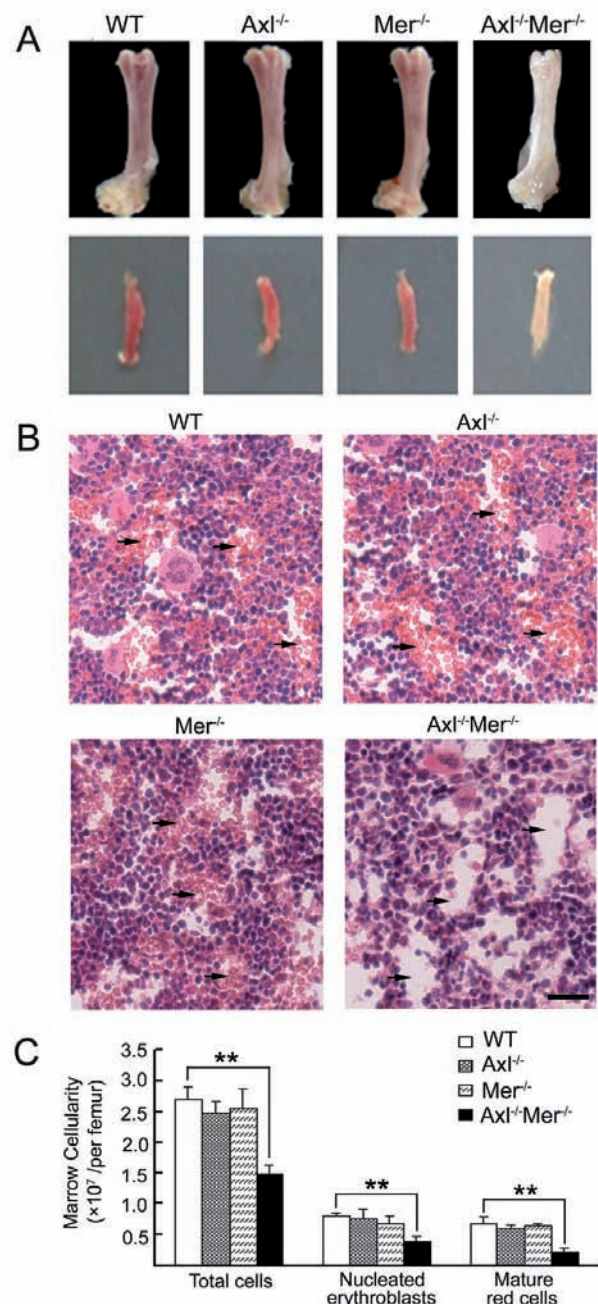 A
WT Axl-/- Mer-/- Axl-/-Mer-/-
B
WT Axl-/-
Mer-/- Axl-/-Mer-/-
C
WT
Axl-/-
Mer-/-
Axl-/-Mer-/-
Marrow Cellularity
(×10⁷ /per femur)
3.5
3.0
2.5
2.0
1.5
1.0
0.5
**
**
**
Total cells Nucleated erythroblasts Mature red cells